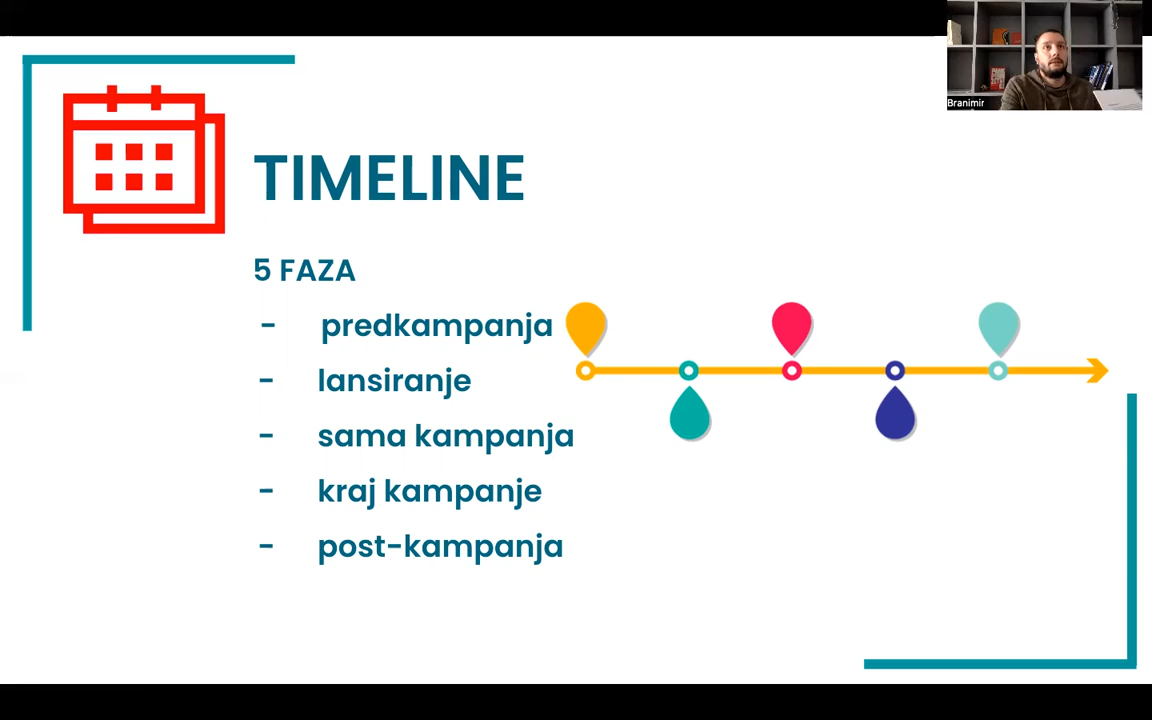 Branimir
TIMELINE
5 FAZA
- predkampanja
- lansiranje
- sama kampanja
- kraj kampanje
- post-kampanja